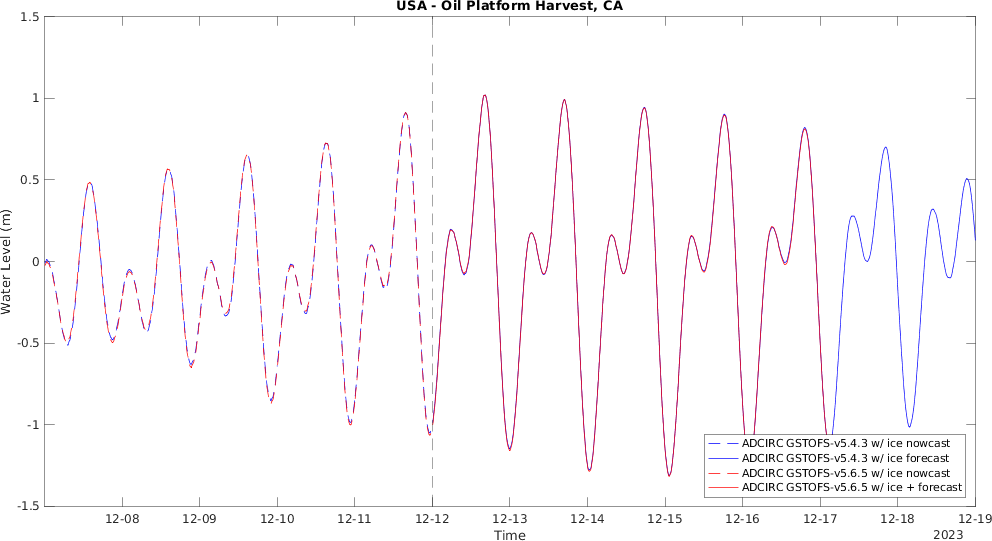 USA - Oil Platform Harvest, CA
1.5
1
0.5
0
-0.5
-1
-1.5
Water Level (m)
ADCIRC GSTOFS-v5.4.3 w/ ice nowcast
ADCIRC GSTOFS-v5.4.3 w/ ice forecast
ADCIRC GSTOFS-v5.6.5 w/ ice nowcast
ADCIRC GSTOFS-v5.6.5 w/ ice + forecast
12-08 12-09 12-10 12-11 12-12 12-13 12-14 12-15 12-16 12-17 12-18 12-19
Time
2023